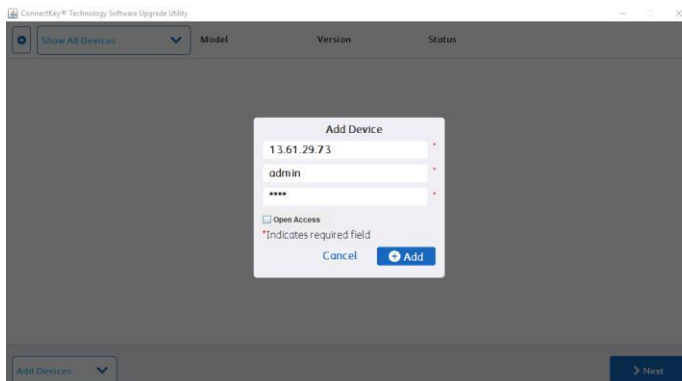 ConnectKey® Technology Software Upgrade Utility
Show All Devices Model Version Status
Add Device
13.61.29.73 *
admin *
**** *
Open Access
*Indicates required field
Cancel Add
Add Devices Next